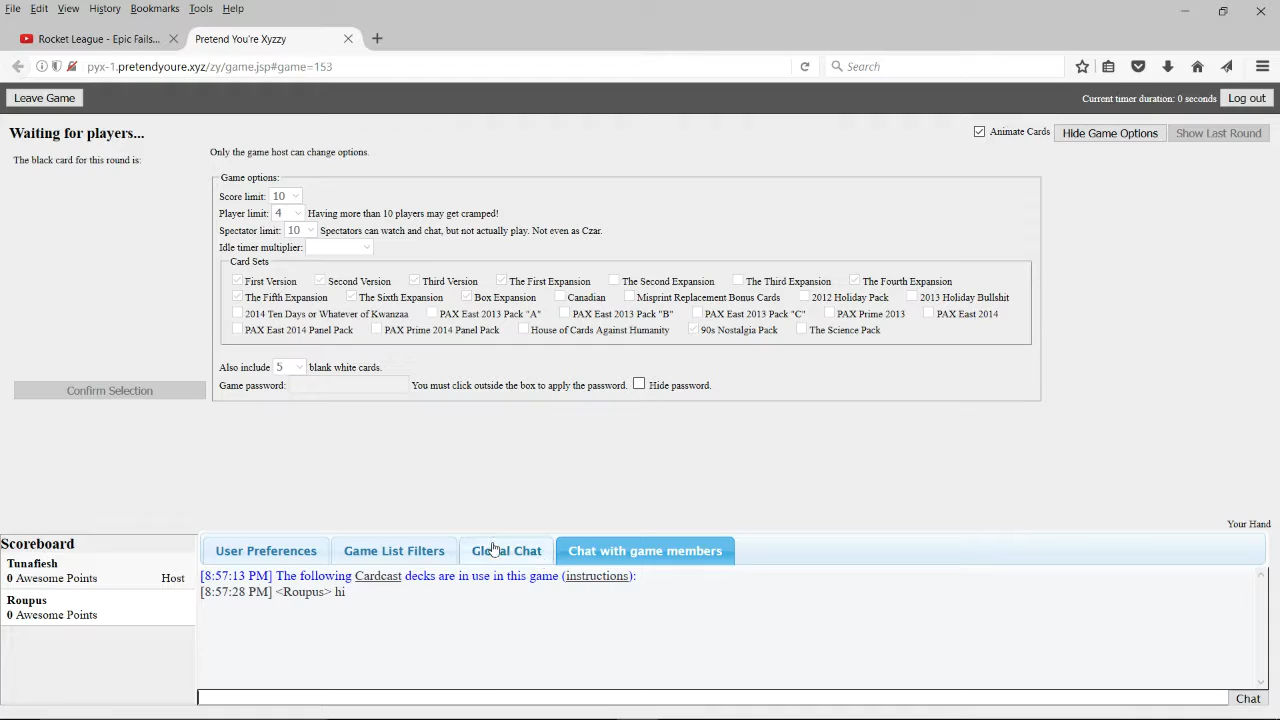 File Edit View History Bookmarks Tools Help
Rocket League - Epic Fails...
Pretend You're Xyzzy
pyx-1.pretendyoure.xyz/zy/game.jsp#game=153
Search
Leave Game
Current timer duration: 0 seconds
Log out
Waiting for players...
Animate Cards
Hide Game Options
Show Last Round
The black card for this round is:
Only the game host can change options.
Game options:
Score limit: 10
Player limit: 4 Having more than 10 players may get cramped!
Spectator limit: 10 Spectators can watch and chat, but not actually play. Not even as Czar.
Idle timer multiplier:
Card Sets
First Version Second Version Third Version The First Expansion The Second Expansion The Third Expansion The Fourth Expansion
The Fifth Expansion The Sixth Expansion Box Expansion Canadian Misprint Replacement Bonus Cards 2012 Holiday Pack 2013 Holiday Bullshit
2014 Ten Days or Whatever of Kwanzaa PAX East 2013 Pack "A" PAX East 2013 Pack "B" PAX East 2013 Pack "C" PAX Prime 2013 PAX East 2014
PAX East 2014 Panel Pack PAX Prime 2014 Panel Pack House of Cards Against Humanity 90s Nostalgia Pack The Science Pack
Also include 5 blank white cards.
Game password: You must click outside the box to apply the password. Hide password.
Confirm Selection
Your Hand
Scoreboard
Tunafiesh
0 Awesome Points Host
Roupus
0 Awesome Points
User Preferences Game List Filters Global Chat Chat with game members
[8:57:13 PM] The following Cardcast decks are in use in this game (instructions):
[8:57:28 PM] <Roupus> hi
Chat